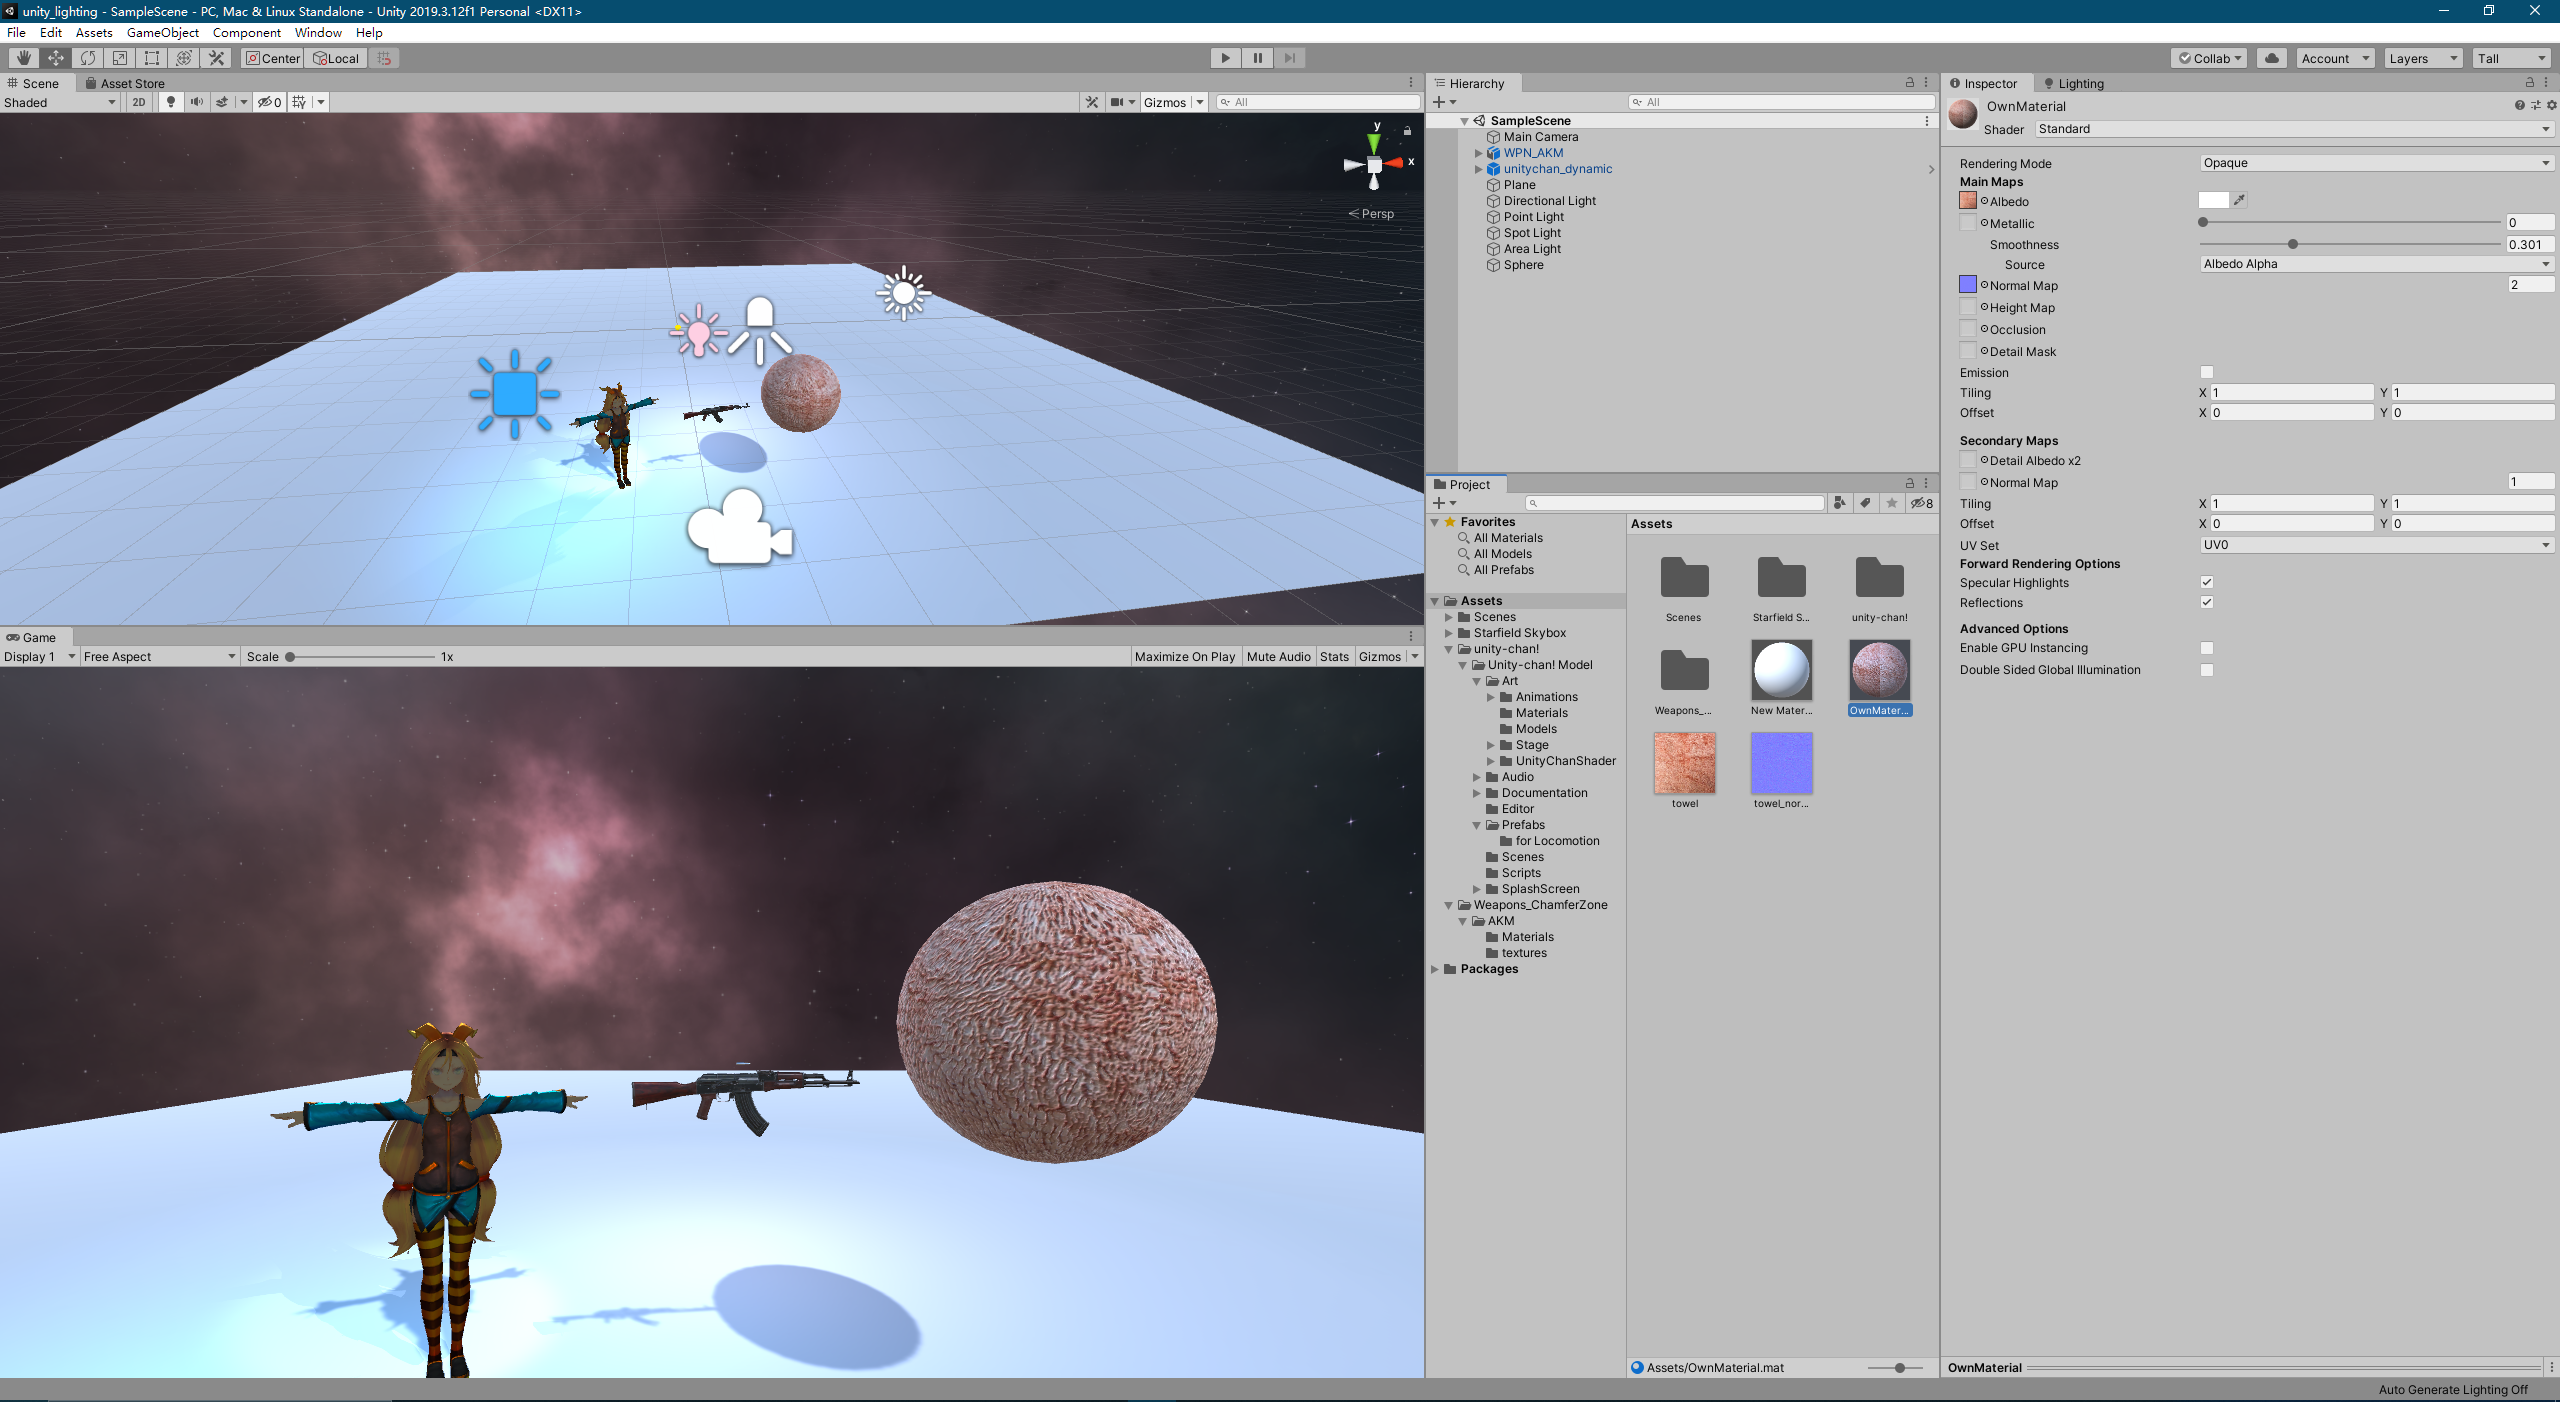 unity_lighting - SampleScene - PC, Mac & Linux Standalone - Unity 2019.3.12f1 Personal <DX11>
File Edit Assets GameObject Component Window Help
Center Local
Collab Account Layers Tall
Scene Asset Store
Shaded 2D 0 Gizmos All
y
x
Persp
Game
Display 1 Free Aspect Scale 1x Maximize On Play Mute Audio Stats Gizmos
Hierarchy
All
SampleScene
Main Camera
WPN_AKM
unitychan_dynamic
Plane
Directional Light
Point Light
Spot Light
Area Light
Sphere
Project
8
Favorites
All Materials
All Models
All Prefabs
Assets
Scenes
Starfield Skybox
unity-chan!
Unity-chan! Model
Art
Animations
Materials
Models
Stage
UnityChanShader
Audio
Documentation
Editor
Prefabs
for Locomotion
Scenes
Scripts
SplashScreen
Weapons_ChamferZone
AKM
Materials
textures
Packages
Assets
Scenes Starfield S... unity-chan!
Weapons_... New Mater... OwnMater...
towel towel_nor...
Assets/OwnMaterial.mat
Inspector Lighting
OwnMaterial
Shader Standard
Rendering Mode Opaque
Main Maps
Albedo
Metallic 0
Smoothness 0.301
Source Albedo Alpha
Normal Map 2
Height Map
Occlusion
Detail Mask
Emission
Tiling X 1 Y 1
Offset X 0 Y 0
Secondary Maps
Detail Albedo x2
Normal Map 1
Tiling X 1 Y 1
Offset X 0 Y 0
UV Set UV0
Forward Rendering Options
Specular Highlights
Reflections
Advanced Options
Enable GPU Instancing
Double Sided Global Illumination
OwnMaterial
Auto Generate Lighting Off